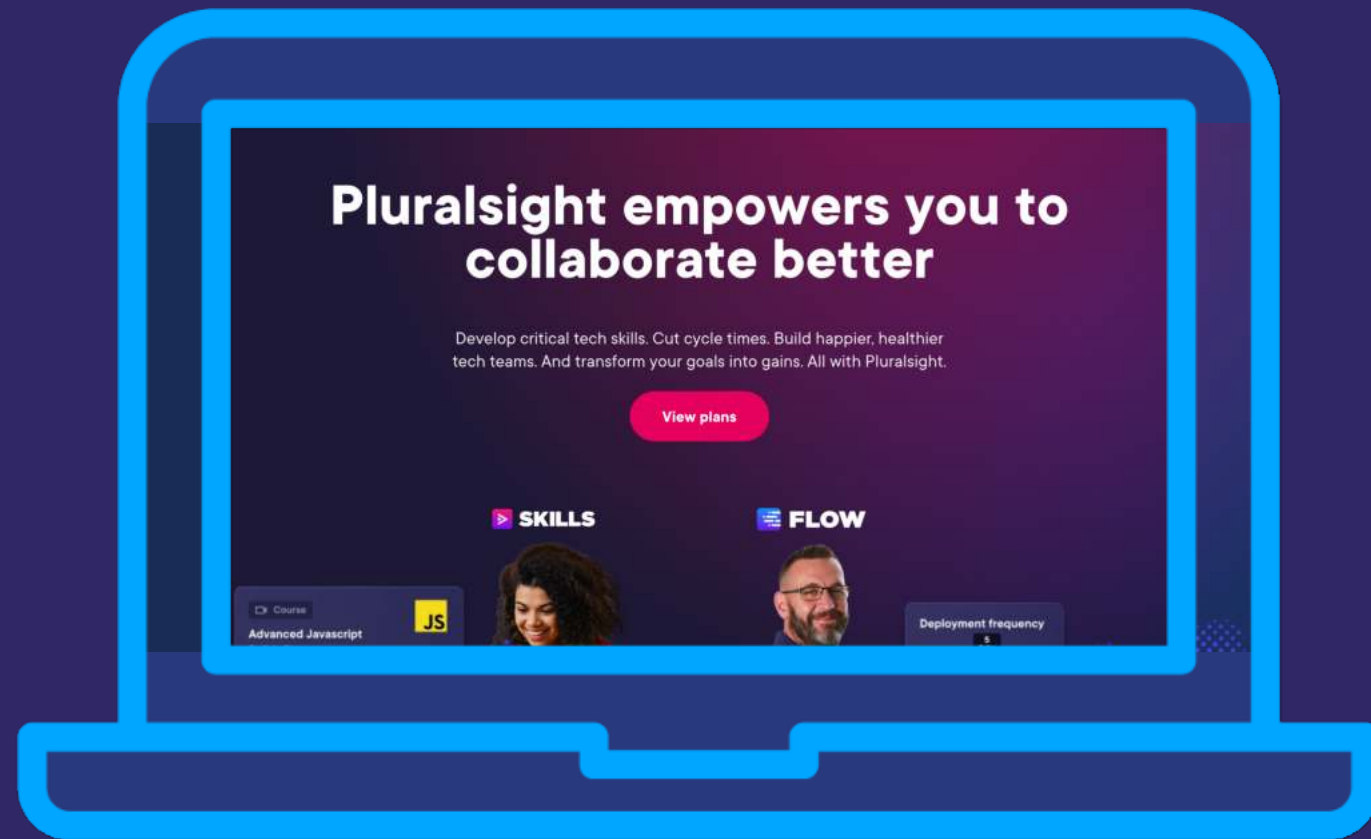 Pluralsight empowers you to
collaborate better
Develop critical tech skills. Cut cycle times. Build happier, healthier
tech teams. And transform your goals into gains. All with Pluralsight.
View plans
SKILLS
FLOW
Course
JS
Advanced Javascript
Deployment frequency
5